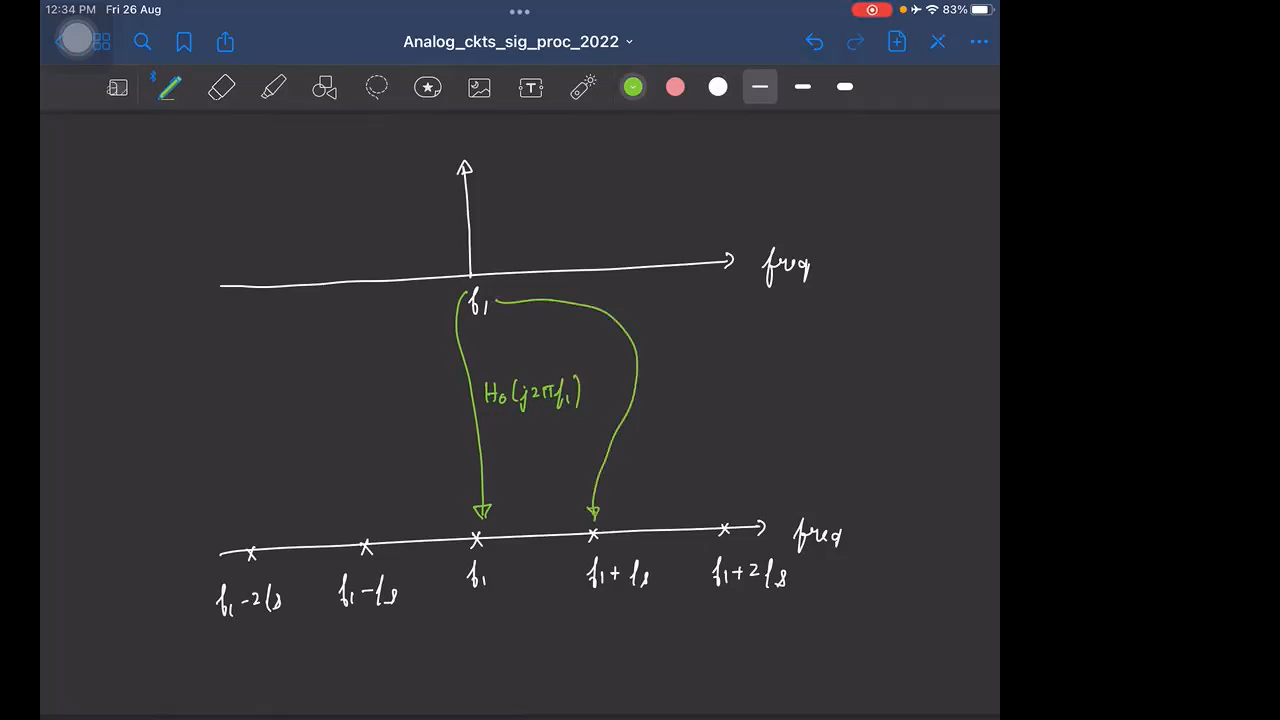 12:34 PM Fri 26 Aug
83%
Analog_ckts_sig_proc_2022
T
freq
f₁
H₀(j2πf₁)
freq
f₁-2fs f₁-fs f₁ f₁+fs f₁+2fs